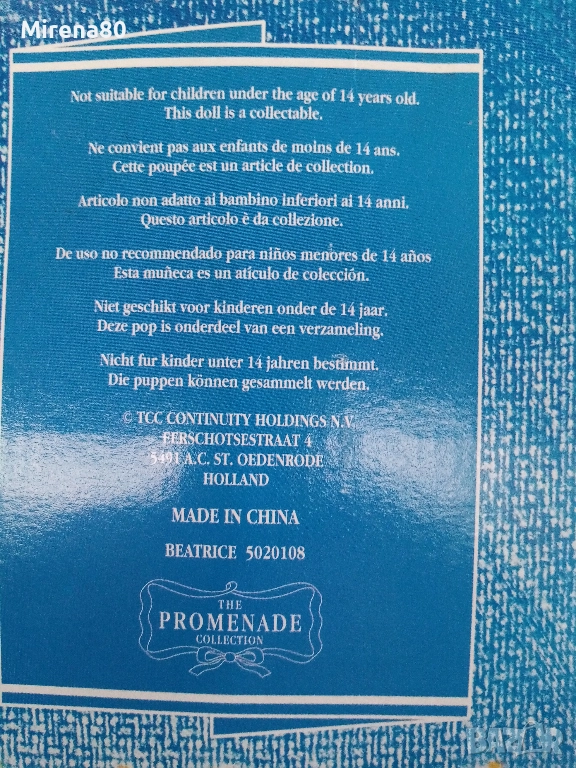 Mirena80
Not suitable for children under the age of 14 years old.
This doll is a collectable.
Ne convient pas aux enfants de moins de 14 ans.
Cette poupée est un article de collection.
Articolo non adatto ai bambino inferiori ai 14 anni.
Questo articolo è da collezione.
De uso no recommendado para niños menores de 14 años
Esta muñeca es un atículo de colección.
Niet geschikt voor kinderen onder de 14 jaar.
Deze pop is onderdeel van een verzameling.
Nicht fur kinder unter 14 jahren bestimmt.
Die puppen können gesammelt werden.
© TCC CONTINUITY HOLDINGS N.V.
EERSCHOTSESTRAAT 4
5491 A.C. ST. OEDENRODE
HOLLAND
MADE IN CHINA
BEATRICE 5020108
THE
PROMENADE
COLLECTION
BAZAR